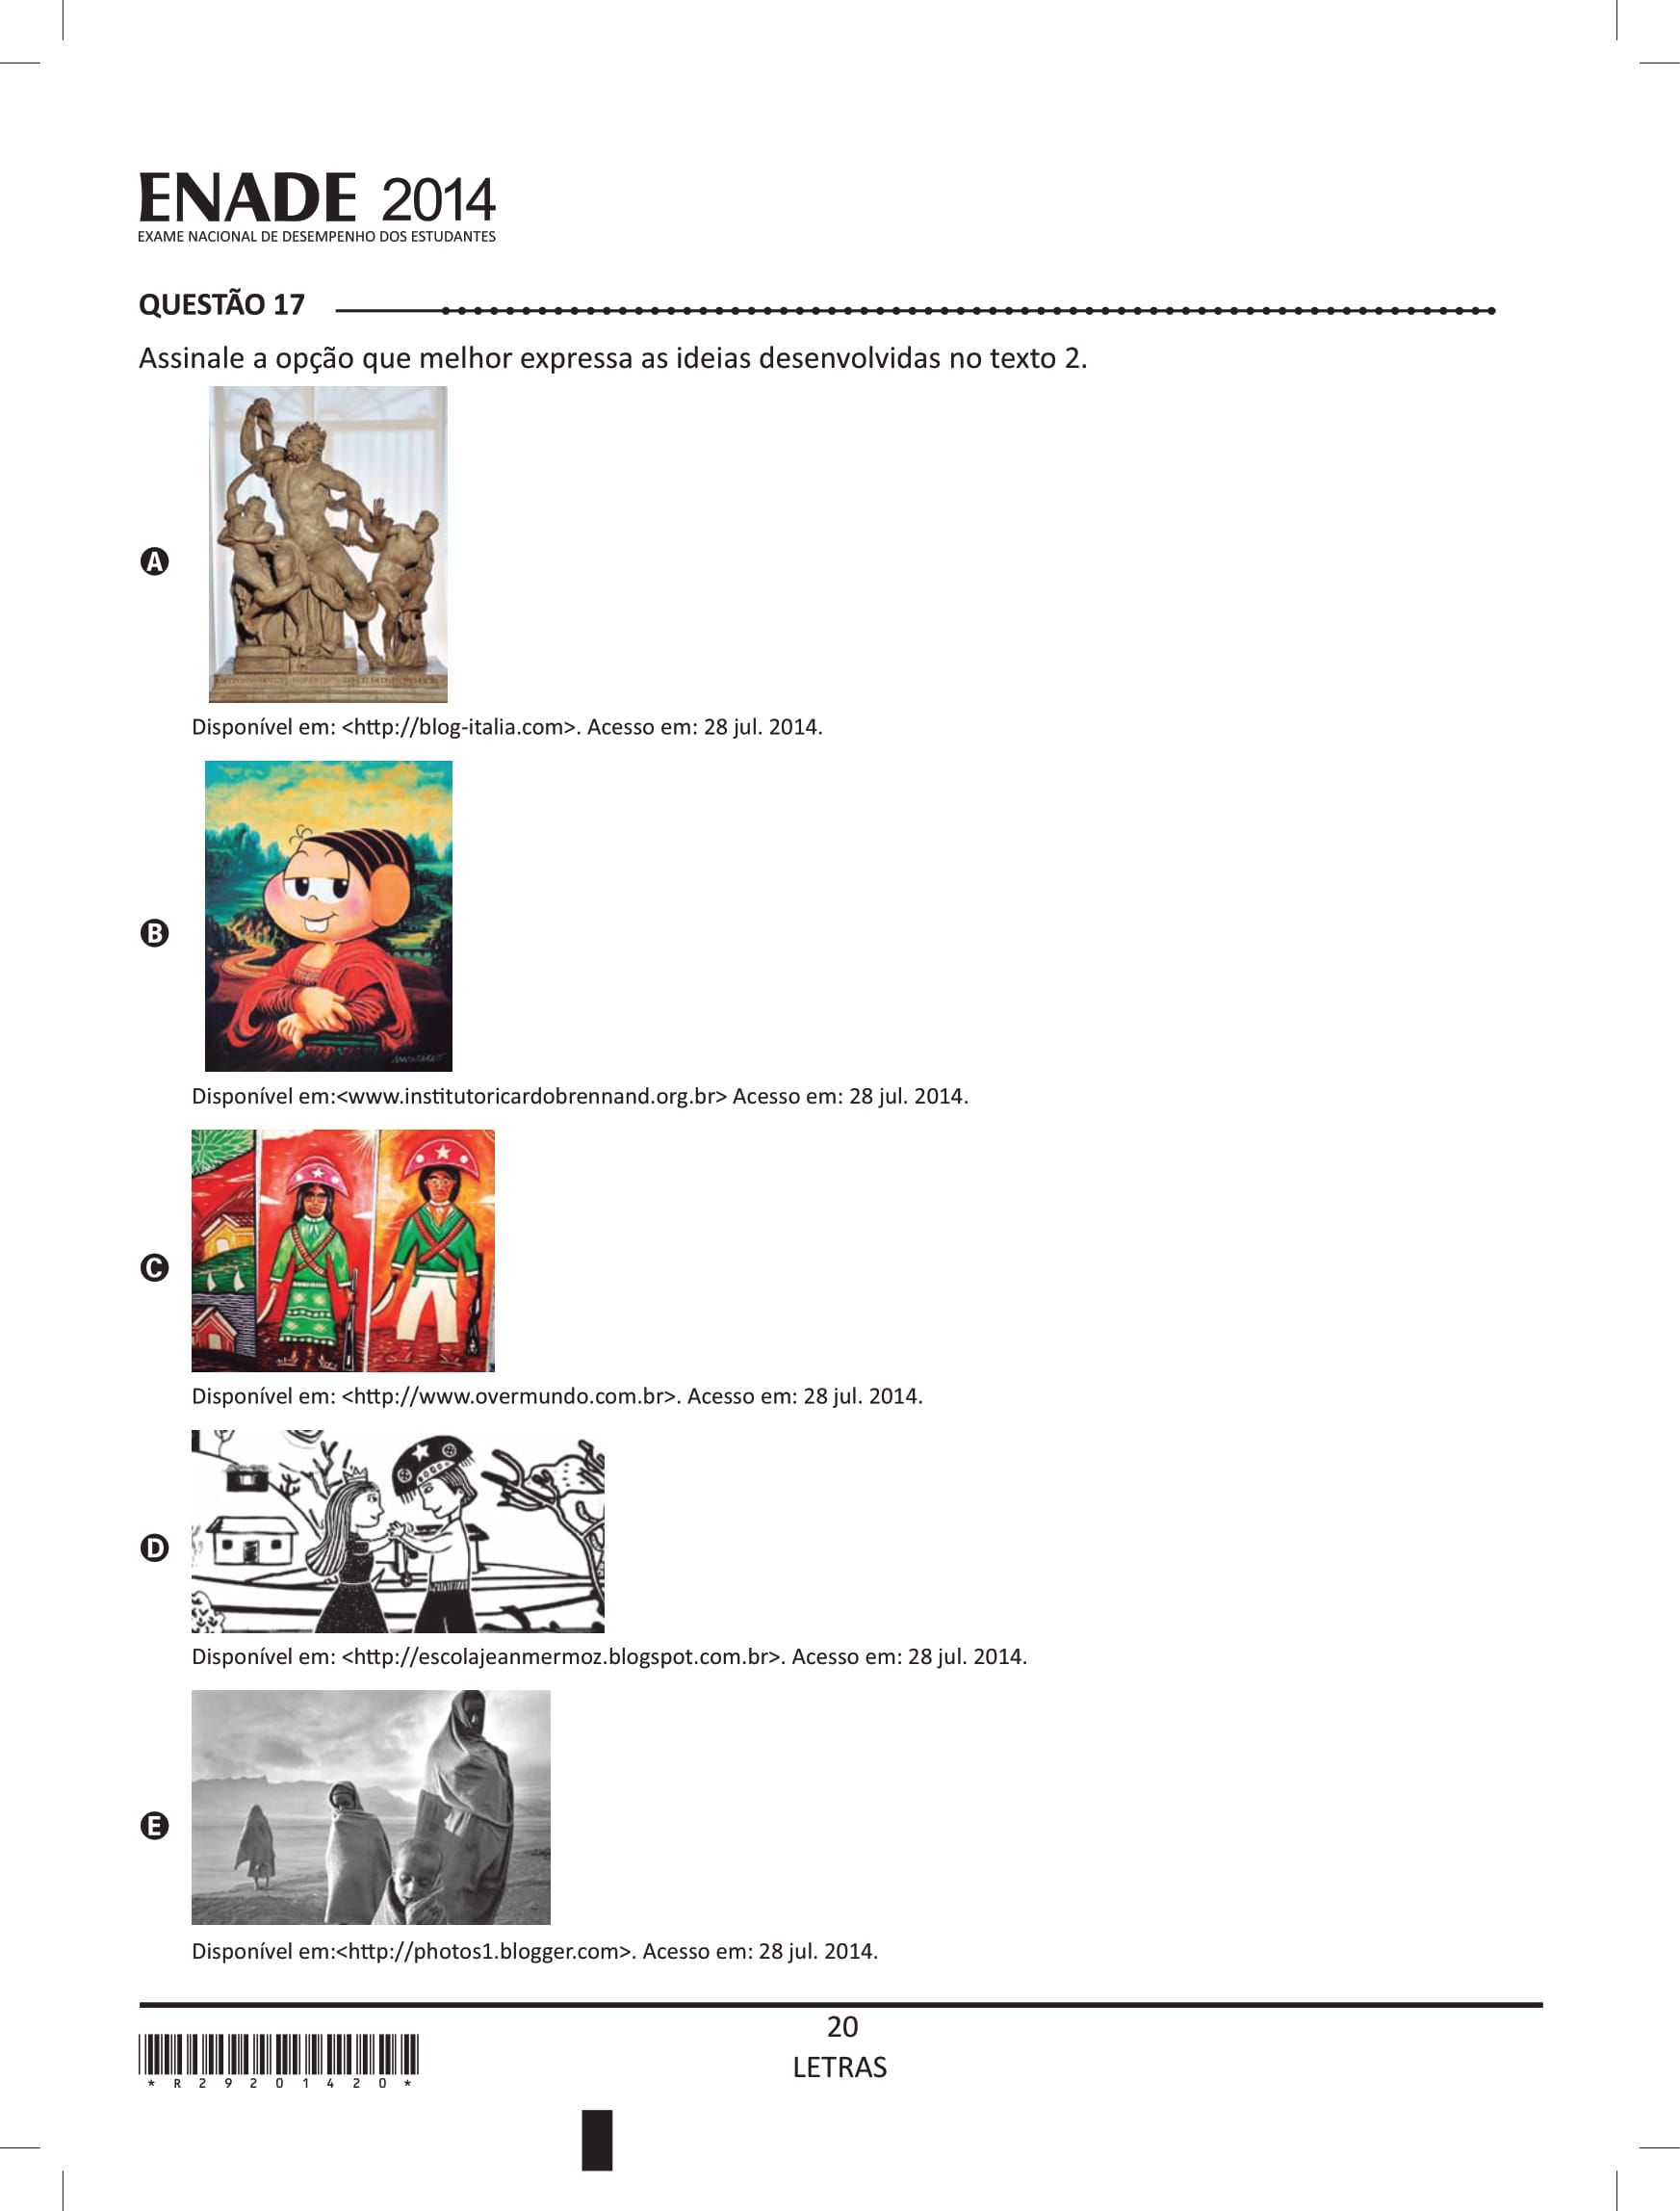 ENADE 2014
EXAME NACIONAL DE DESEMPENHO DOS ESTUDANTES
QUESTÃO 17
Assinale a opção que melhor expressa as ideias desenvolvidas no texto 2.
A
Disponível em: <http://blog-italia.com>. Acesso em: 28 jul. 2014.
B
Disponível em:<www.institutoricardobrennand.org.br> Acesso em: 28 jul. 2014.
C
Disponível em: <http://www.overmundo.com.br>. Acesso em: 28 jul. 2014.
D
Disponível em: <http://escolajeanmermoz.blogspot.com.br>. Acesso em: 28 jul. 2014.
E
Disponível em:<http://photos1.blogger.com>. Acesso em: 28 jul. 2014.
20
LETRAS
* R 2 9 2 0 1 4 2 0 *